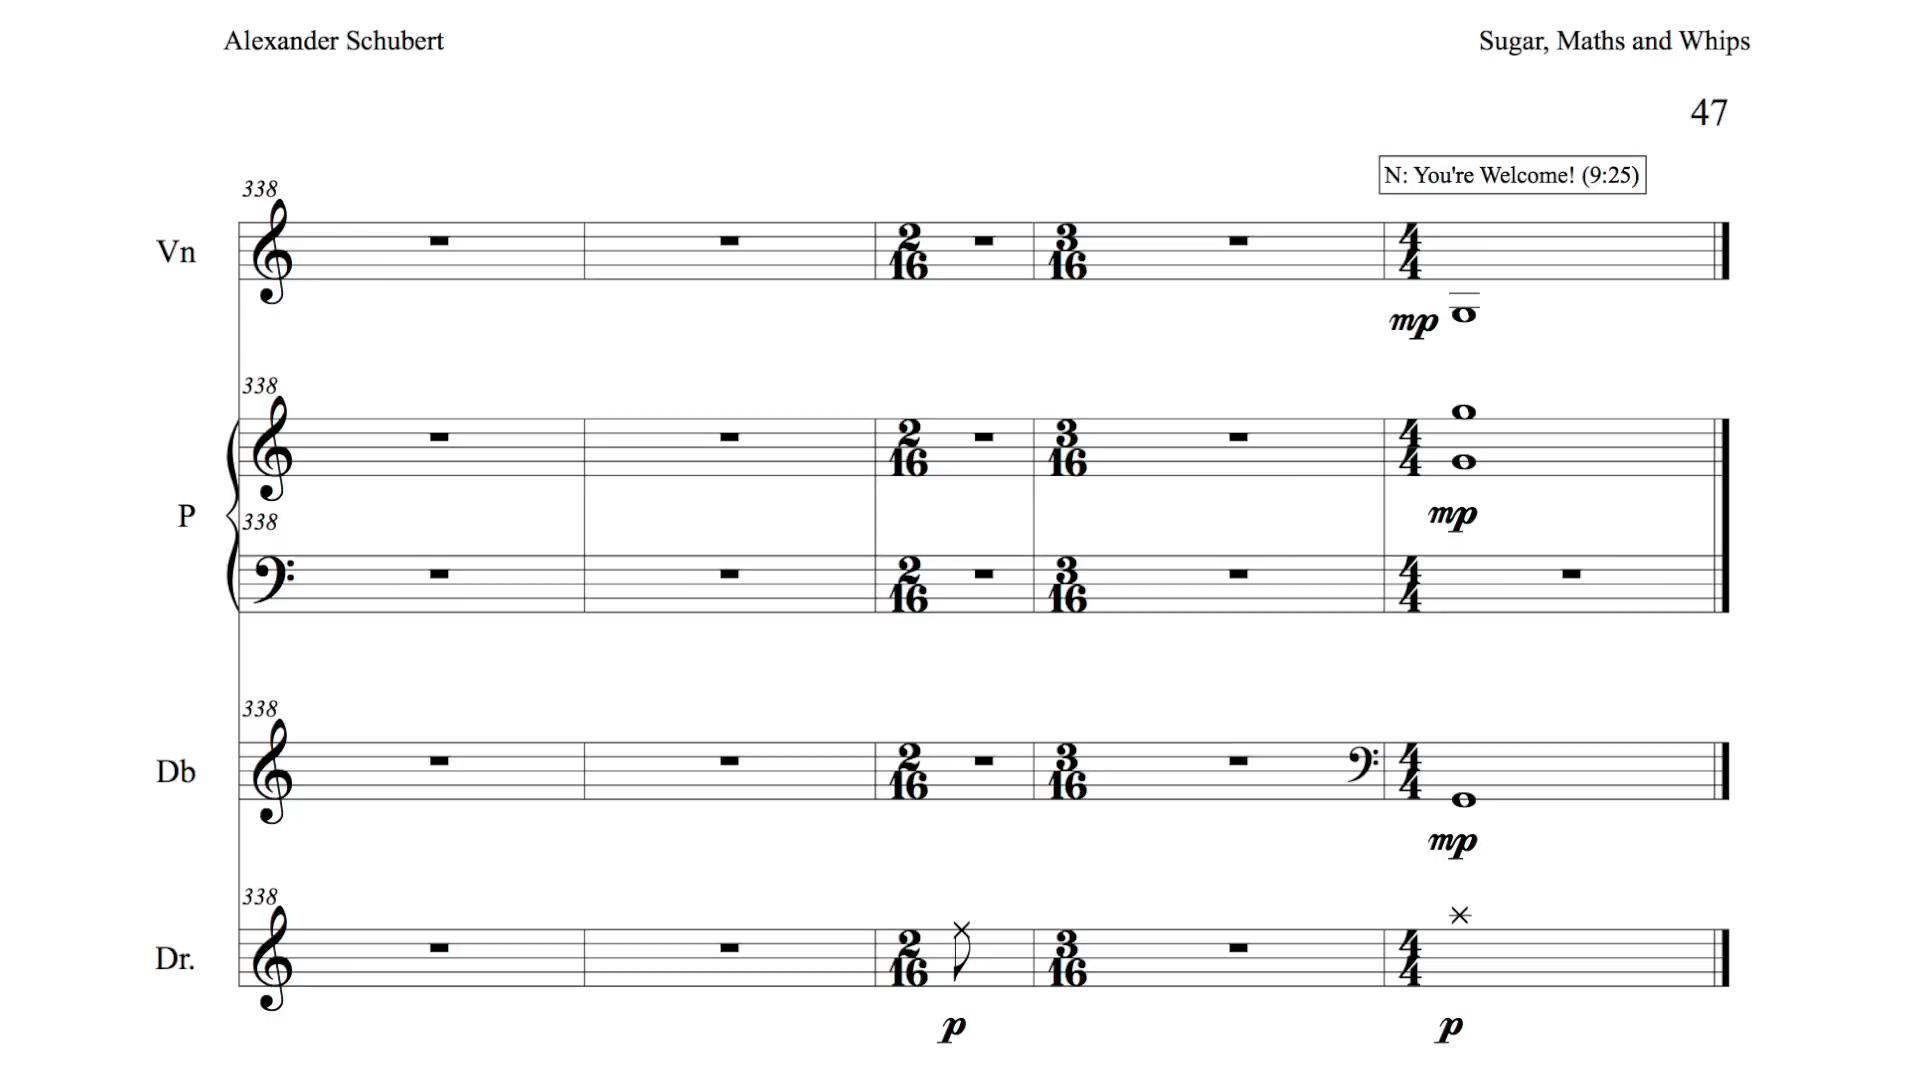 Alexander Schubert Sugar, Maths and Whips
47
N: You're Welcome! (9:25)
338
Vn 2 16 3 16 4 4
mp
338
2 16 3 16 4 4
mp
P
338
2 16 3 16 4 4
338
Db 2 16 3 16 4 4
mp
338
Dr. 2 16 3 16 4 4
p p